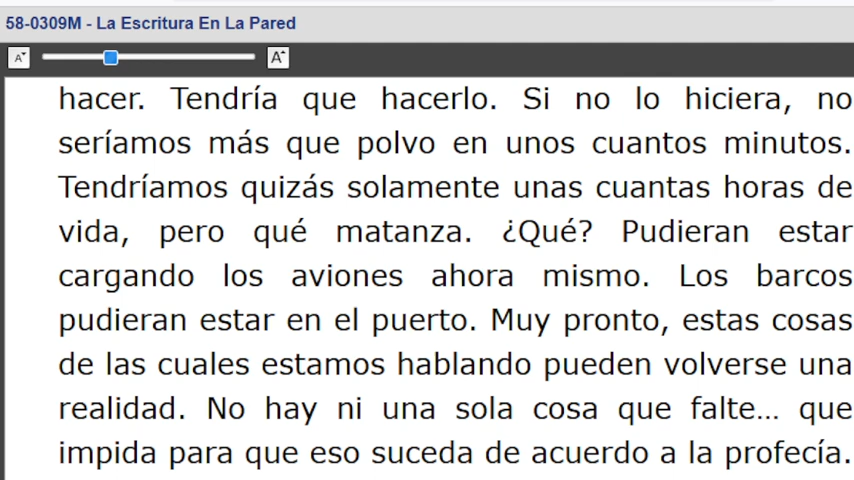 58-0309M - La Escritura En La Pared
A A
hacer. Tendría que hacerlo. Si no lo hiciera, no
seríamos más que polvo en unos cuantos minutos.
Tendríamos quizás solamente unas cuantas horas de
vida, pero qué matanza. ¿Qué? Pudieran estar
cargando los aviones ahora mismo. Los barcos
pudieran estar en el puerto. Muy pronto, estas cosas
de las cuales estamos hablando pueden volverse una
realidad. No hay ni una sola cosa que falte... que
impida para que eso suceda de acuerdo a la profecía.